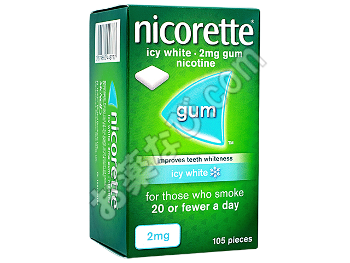 nicorette®
icy white · 2mg gum
nicotine
gum
™
improves teeth whiteness
icy white
for those who smoke
20 or fewer a day
2mg
105 pieces
nicorette